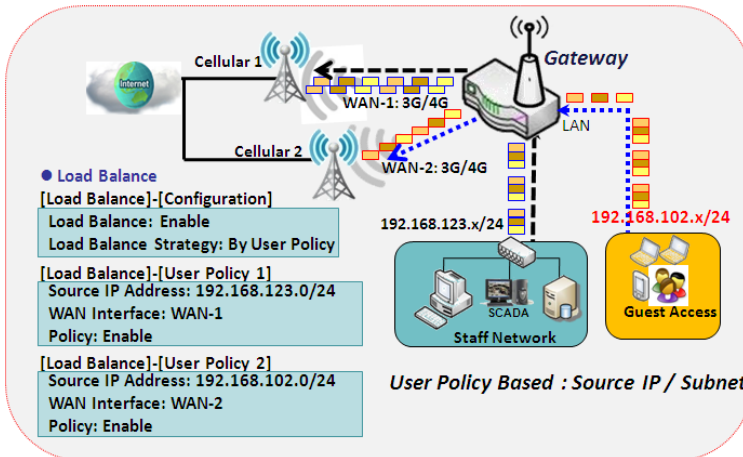 Cellular 1
Gateway
Internet
WAN-1: 3G/4G
LAN
Cellular 2
WAN-2: 3G/4G
● Load Balance
[Load Balance]-[Configuration]
Load Balance: Enable
Load Balance Strategy: By User Policy
192.168.123.x/24
192.168.102.x/24
[Load Balance]-[User Policy 1]
Source IP Address: 192.168.123.0/24
WAN Interface: WAN-1
Policy: Enable
SCADA
Staff Network
Guest Access
[Load Balance]-[User Policy 2]
Source IP Address: 192.168.102.0/24
WAN Interface: WAN-2
Policy: Enable
User Policy Based : Source IP / Subnet